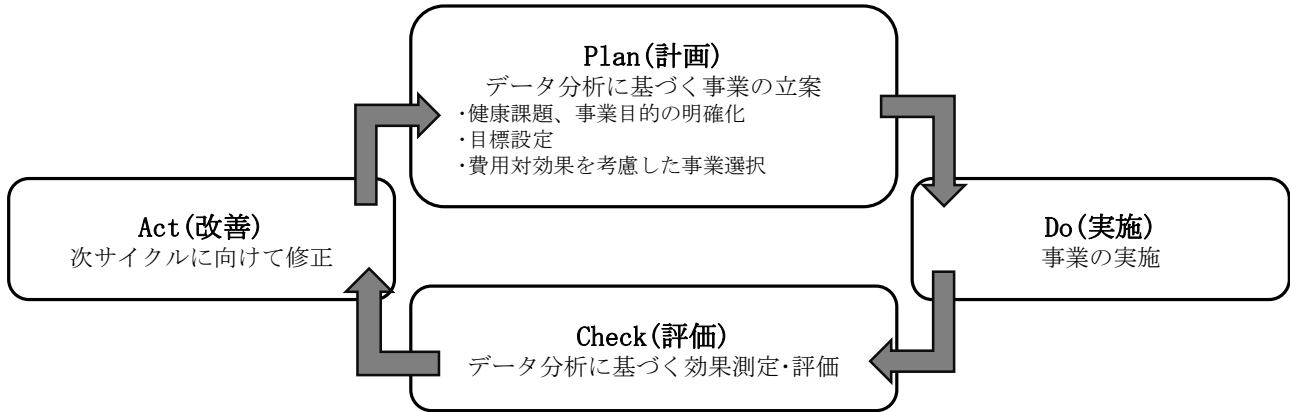 Plan(計画)
データ分析に基づく事業の立案
・健康課題、事業目的の明確化
・目標設定
・費用対効果を考慮した事業選択
Act(改善)
次サイクルに向けて修正
Do(実施)
事業の実施
Check(評価)
データ分析に基づく効果測定・評価